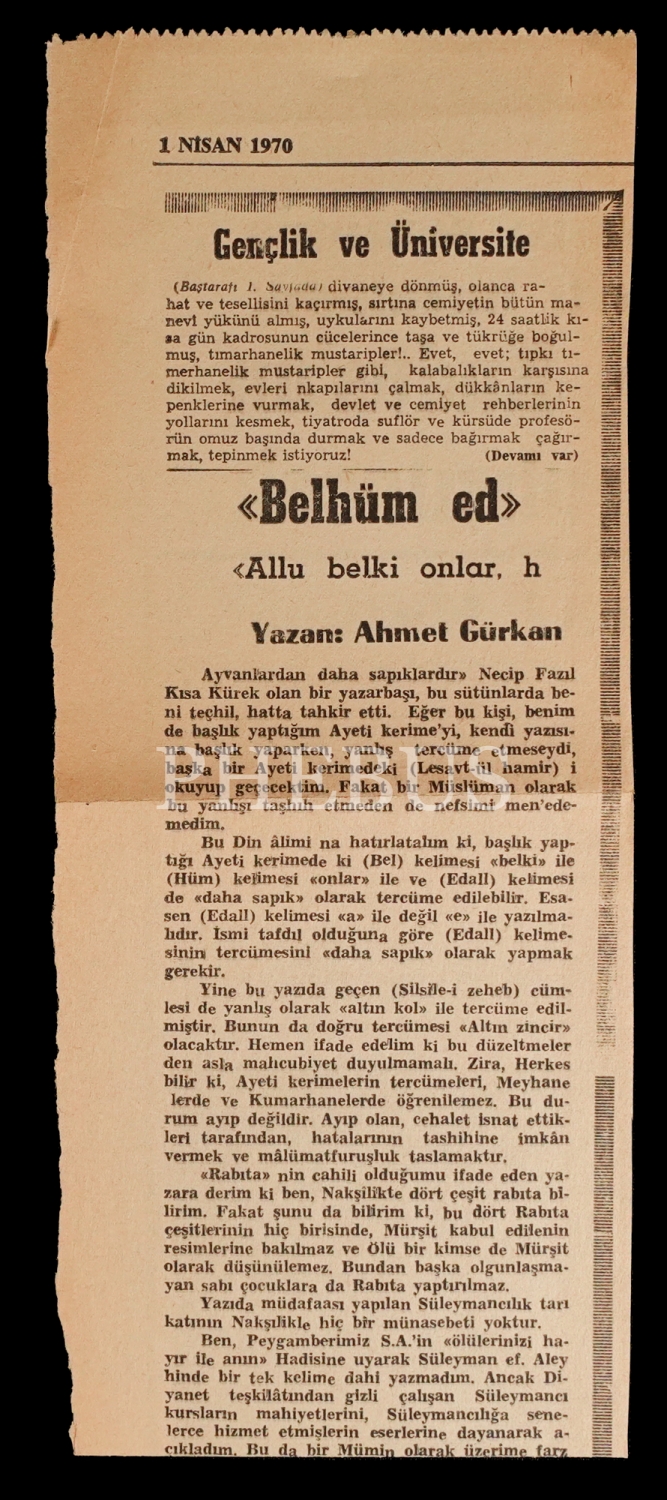 1 NİSAN 1970
Gençlik ve Üniversite
(Baştarafı 1. Sayfada) divaneye dönmüş, olanca ra-
hat ve tesellisini kaçırmış, sırtına cemiyetin bütün ma-
nevî yükünü almış, uykularını kaybetmiş, 24 saatlik kı-
sa gün kadrosunun cücelerince taşa ve tükrüğe boğul-
muş, tımarhanelik mustaripler!.. Evet, evet; tıpkı tı-
merhanelik mustaripler gibi, kalabalıkların karşısına
dikilmek, evleri nkapılarını çalmak, dükkânların ke-
penklerine vurmak, devlet ve cemiyet rehberlerinin
yollarını kesmek, tiyatroda suflör ve kürsüde profesö-
rün omuz başında durmak ve sadece bağırmak çağır-
mak, tepinmek istiyoruz! (Devamı var)
«Belhüm ed»
«Allu belki onlar, h
Yazan: Ahmet Gürkan
Ayvanlardan daha sapıklardır» Necip Fazıl
Kısa Kürek olan bir yazarbaşı, bu sütünlarda be-
ni teçhil, hatta tahkir etti. Eğer bu kişi, benim
de başlık yaptığım Ayeti kerime'yi, kendi yazısı-
na başlık yaparken, yanlış tercüme etmeseydi,
başka bir Ayeti kerimedeki (Lesavt-ül hamir) i
okuyup geçecektim. Fakat bir Müslüman olarak
bu yanlışı tashih etmeden de nefsimi men'ede-
medim.
Bu Din âlimi na hatırlatalım ki, başlık yap-
tığı Ayeti kerimede ki (Bel) kelimesi «belki» ile
(Hüm) kelimesi «onlar» ile ve (Edall) kelimesi
de «daha sapık» olarak tercüme edilebilir. Esa-
sen (Edall) kelimesi «a» ile değil «e» ile yazılma-
lıdır. İsmi tafdıl olduğuna göre (Edall) kelime-
sinin tercümesini «daha sapık» olarak yapmak
gerekir.
Yine bu yazıda geçen (Silsile-i zeheb) cüm-
lesi de yanlış olarak «altın kol» ile tercüme edil-
miştir. Bunun da doğru tercümesi «Altın zincir»
olacaktır. Hemen ifade edelim ki bu düzeltmeler
den asla mahcubiyet duyulmamalı. Zira, Herkes
bilir ki, Ayeti kerimelerin tercümeleri, Meyhane
lerde ve Kumarhanelerde öğrenilemez. Bu du-
rum ayıp değildir. Ayıp olan, cehalet isnat ettik-
leri tarafından, hatalarının tashihine imkân
vermek ve mâlümatfuruşluk taslamaktır.
«Rabıta» nin cahili olduğumu ifade eden ya-
zara derim ki ben, Nakşilikte dört çeşit rabıta bi-
lirim. Fakat şunu da bilirim ki, bu dört Rabıta
çeşitlerinin hiç birisinde, Mürşit kabul edilenin
resimlerine bakılmaz ve Ölü bir kimse de Mürşit
olarak düşünülemez. Bundan başka olgunlaşma-
yan sabı çocuklara da Rabıta yaptırılmaz.
Yazıda müdafaası yapılan Süleymancılık tarı
katının Nakşilikle hiç bir münasebeti yoktur.
Ben, Peygamberimiz S.A.'in «ölülerinizi ha-
yır ile anın» Hadisine uyarak Süleyman ef. Aley
hinde bir tek kelime dahi yazmadım. Ancak Di-
yanet teşkilâtından gizli çalışan Süleymancı
kursların mahiyetlerini, Süleymancılığa sene-
lerce hizmet etmişlerin eserlerine dayanarak a-
çıkladım. Bu da bir Mümin olarak üzerime farz